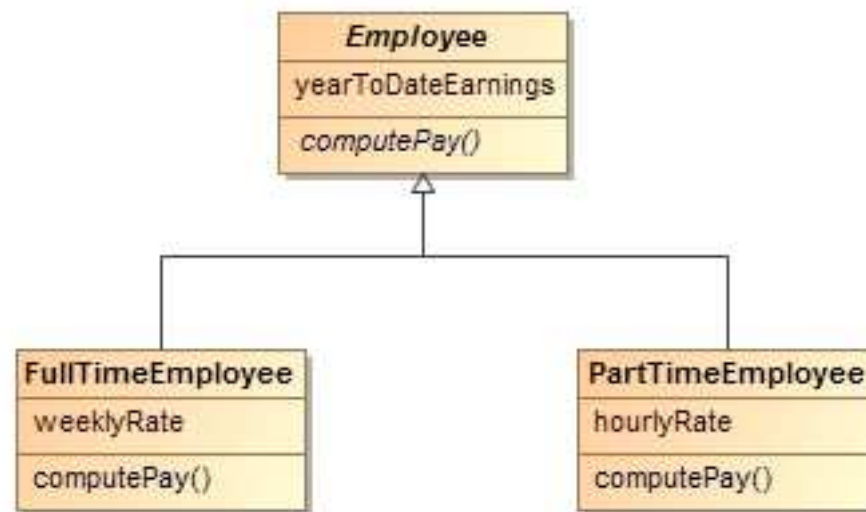 Employee
yearToDateEarnings
computePay()
FullTimeEmployee
weeklyRate
computePay()
PartTimeEmployee
hourlyRate
computePay()